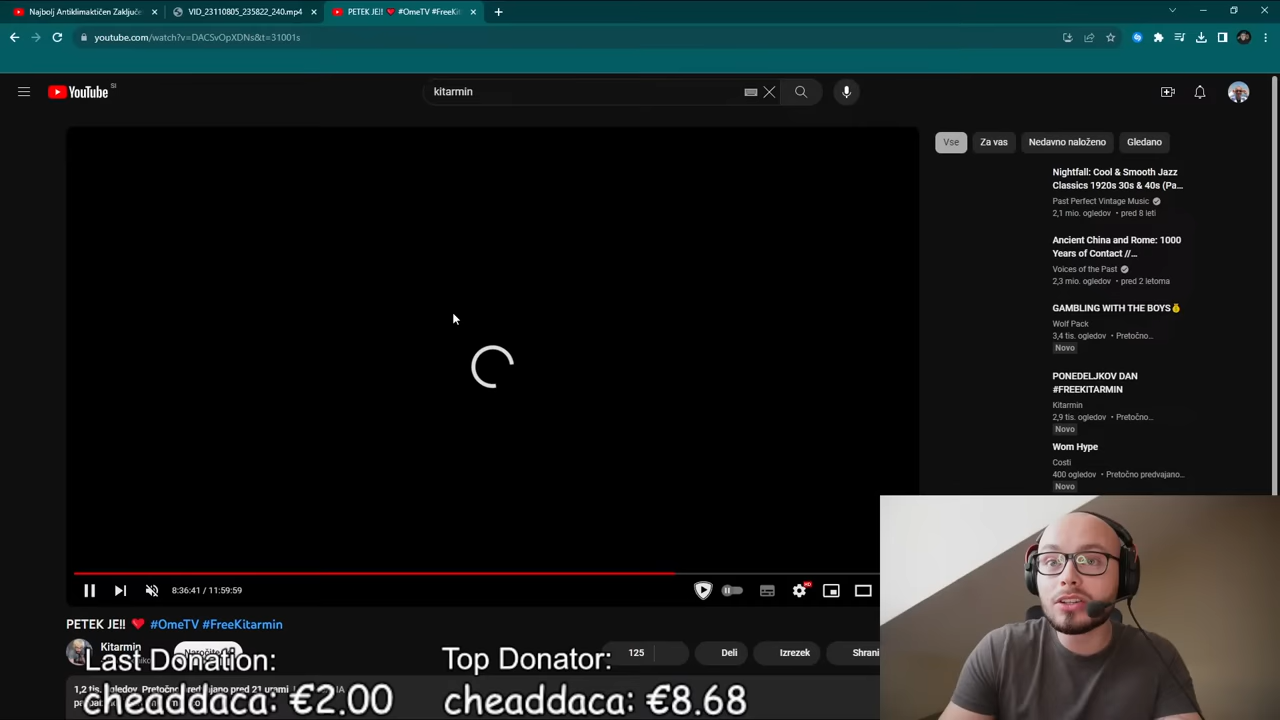 Najbolj Antiklimaktičen Zaključe
VID_23110805_235822_240.mp4
PETEK JE!! ❤️ #OmeTV #FreeKit
youtube.com/watch?v=DACSvOpXDNs&t=31001s
YouTube SI
kitarmin
Vse
Za vas
Nedavno naloženo
Gledano
Nightfall: Cool & Smooth Jazz
Classics 1920s 30s & 40s (Pa...
Past Perfect Vintage Music
2,1 mio. ogledov • pred 8 leti
Ancient China and Rome: 1000
Years of Contact //...
Voices of the Past
2,3 mio. ogledov • pred 2 letoma
GAMBLING WITH THE BOYS💰
Wolf Pack
3,4 tis. ogledov • Pretočno...
Novo
PONEDELJKOV DAN
#FREEKITARMIN
Kitarmin
2,9 tis. ogledov • Pretočno...
Novo
Wom Hype
Costi
400 ogledov • Pretočno predvajano...
Novo
8:36:41 / 11:59:59
HD
PETEK JE!! ❤️ #OmeTV #FreeKitarmin
Kitarmin
125
Deli
Izrezek
Shrani
Last Donation:
Top Donator:
cheaddaca: €2.00
cheaddaca: €8.68